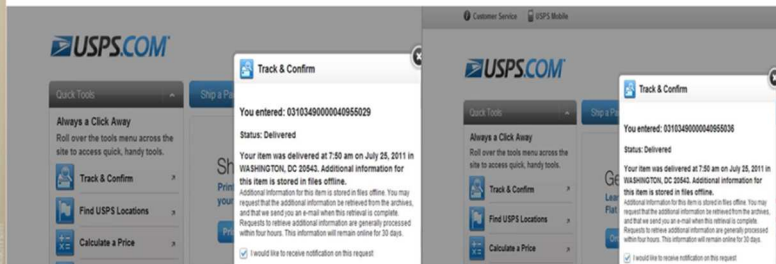 USPS.COM
Quick Tools
Always a Click Away
Roll over the tools menu across the
site to access quick, handy tools.
Track & Confirm
Find USPS Locations
Calculate a Price
Ship a Pa
Sh
Prin
your
Track & Confirm
You entered: 03103490000040955029
Status: Delivered
Your item was delivered at 7:50 am on July 25, 2011 in
WASHINGTON, DC 20543. Additional information for
this item is stored in files offline.
Additional information for this item is stored in files offline. You may
request that the additional information be retrieved from the archives,
and that we send you an e-mail when this retrieval is complete.
Requests to retrieve additional information are generally processed
within four hours. This information will remain online for 30 days.
I would like to receive notification on this request
Customer Service
USPS Mobile
USPS.COM
Quick Tools
Always a Click Away
Roll over the tools menu across the
site to access quick, handy tools.
Track & Confirm
Find USPS Locations
Calculate a Price
Ship a Pa
Ge
Lea
Flat
Track & Confirm
You entered: 03103490000040955036
Status: Delivered
Your item was delivered at 7:50 am on July 25, 2011 in
WASHINGTON, DC 20543. Additional information for
this item is stored in files offline.
Additional information for this item is stored in files offline. You may
request that the additional information be retrieved from the archives,
and that we send you an e-mail when this retrieval is complete.
Requests to retrieve additional information are generally processed
within four hours. This information will remain online for 30 days.
I would like to receive notification on this request